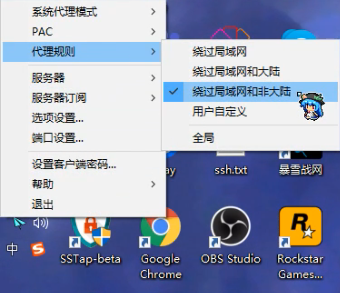 系统代理模式
PAC
代理规则
服务器
服务器订阅
选项设置...
端口设置...
设置客户端密码...
帮助
退出
绕过局域网
绕过局域网和大陆
绕过局域网和非大陆
用户自定义
全局
ssh.txt
暴雪战网
中
SSTap-beta
Google
Chrome
OBS Studio
Rockstar
Games...